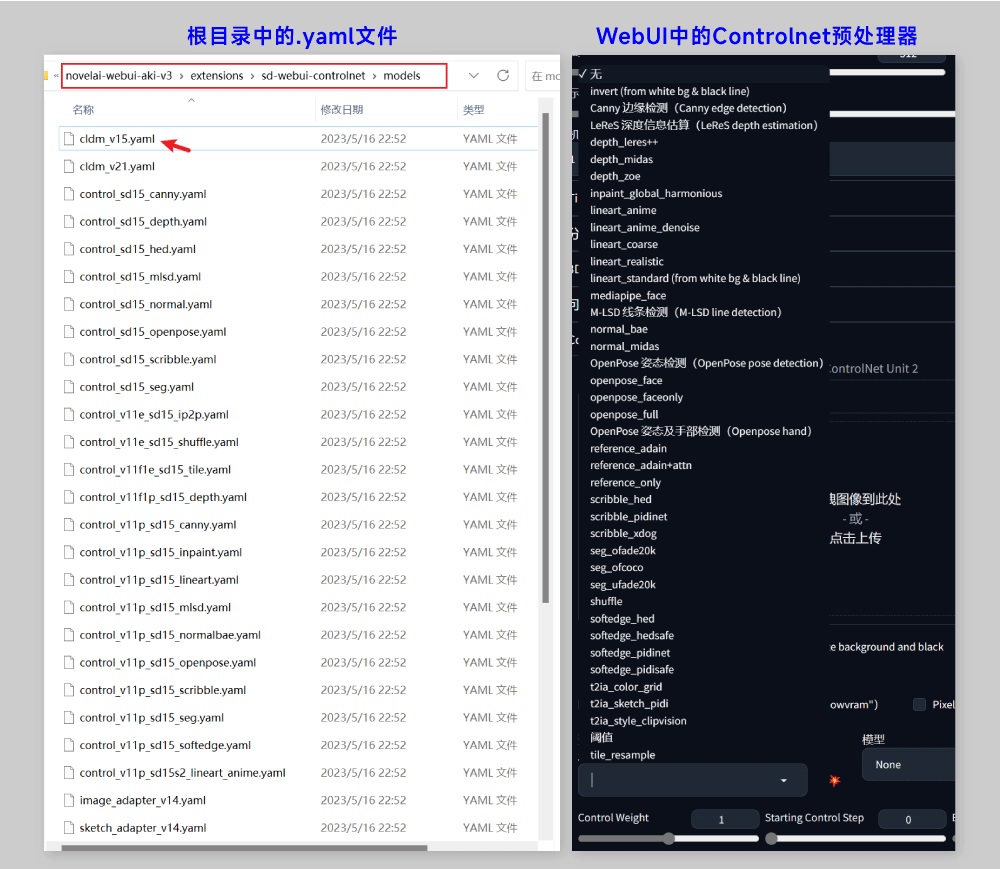 根目录中的.yaml文件
novelai-webui-aki-v3 › extensions › sd-webui-controlnet › models
在 mo
名称 修改日期 类型
cldm_v15.yaml 2023/5/16 22:52 YAML 文件
cldm_v21.yaml 2023/5/16 22:52 YAML 文件
control_sd15_canny.yaml 2023/5/16 22:52 YAML 文件
control_sd15_depth.yaml 2023/5/16 22:52 YAML 文件
control_sd15_hed.yaml 2023/5/16 22:52 YAML 文件
control_sd15_mlsd.yaml 2023/5/16 22:52 YAML 文件
control_sd15_normal.yaml 2023/5/16 22:52 YAML 文件
control_sd15_openpose.yaml 2023/5/16 22:52 YAML 文件
control_sd15_scribble.yaml 2023/5/16 22:52 YAML 文件
control_sd15_seg.yaml 2023/5/16 22:52 YAML 文件
control_v11e_sd15_ip2p.yaml 2023/5/16 22:52 YAML 文件
control_v11e_sd15_shuffle.yaml 2023/5/16 22:52 YAML 文件
control_v11f1e_sd15_tile.yaml 2023/5/16 22:52 YAML 文件
control_v11f1p_sd15_depth.yaml 2023/5/16 22:52 YAML 文件
control_v11p_sd15_canny.yaml 2023/5/16 22:52 YAML 文件
control_v11p_sd15_inpaint.yaml 2023/5/16 22:52 YAML 文件
control_v11p_sd15_lineart.yaml 2023/5/16 22:52 YAML 文件
control_v11p_sd15_mlsd.yaml 2023/5/16 22:52 YAML 文件
control_v11p_sd15_normalbae.yaml 2023/5/16 22:52 YAML 文件
control_v11p_sd15_openpose.yaml 2023/5/16 22:52 YAML 文件
control_v11p_sd15_scribble.yaml 2023/5/16 22:52 YAML 文件
control_v11p_sd15_seg.yaml 2023/5/16 22:52 YAML 文件
control_v11p_sd15_softedge.yaml 2023/5/16 22:52 YAML 文件
control_v11p_sd15s2_lineart_anime.yaml 2023/5/16 22:52 YAML 文件
image_adapter_v14.yaml 2023/5/16 22:52 YAML 文件
sketch_adapter_v14.yaml 2023/5/16 22:52 YAML 文件
WebUI中的Controlnet预处理器
✓ 无
invert (from white bg & black line)
Canny 边缘检测（Canny edge detection）
LeReS 深度信息估算（LeReS depth estimation）
depth_leres++
depth_midas
depth_zoe
inpaint_global_harmonious
lineart_anime
lineart_anime_denoise
lineart_coarse
lineart_realistic
lineart_standard (from white bg & black line)
mediapipe_face
M-LSD 线条检测（M-LSD line detection）
normal_bae
normal_midas
OpenPose 姿态检测（OpenPose pose detection）
openpose_face
openpose_faceonly
openpose_full
OpenPose 姿态及手部检测（Openpose hand）
reference_adain
reference_adain+attn
reference_only
scribble_hed
scribble_pidinet
scribble_xdog
seg_ofade20k
seg_ofcoco
seg_ufade20k
shuffle
softedge_hed
softedge_hedsafe
softedge_pidinet
softedge_pidisafe
t2ia_color_grid
t2ia_sketch_pidi
t2ia_style_clipvision
阈值
tile_resample
ControlNet Unit 2
图像到此处
- 或 -
点击上传
e background and black
owvram") Pixel
模型
None
Control Weight 1 Starting Control Step 0